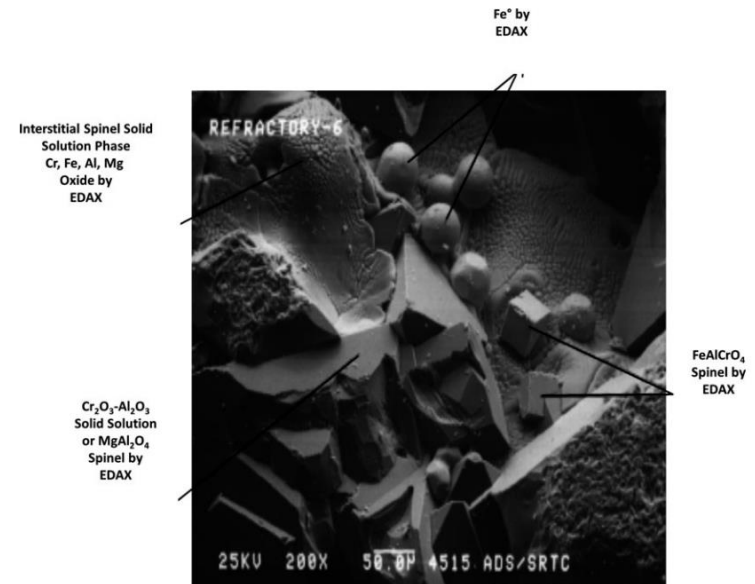 Fe° by
EDAX
Interstitial Spinel Solid
Solution Phase
Cr, Fe, Al, Mg
Oxide by
EDAX
REFRACTORY-6
FeAlCrO₄
Spinel by
EDAX
Cr₂O₃-Al₂O₃
Solid Solution
or MgAl₂O₄
Spinel by
EDAX
25KV 200X 50.0µ 4515 ADS/SRTC